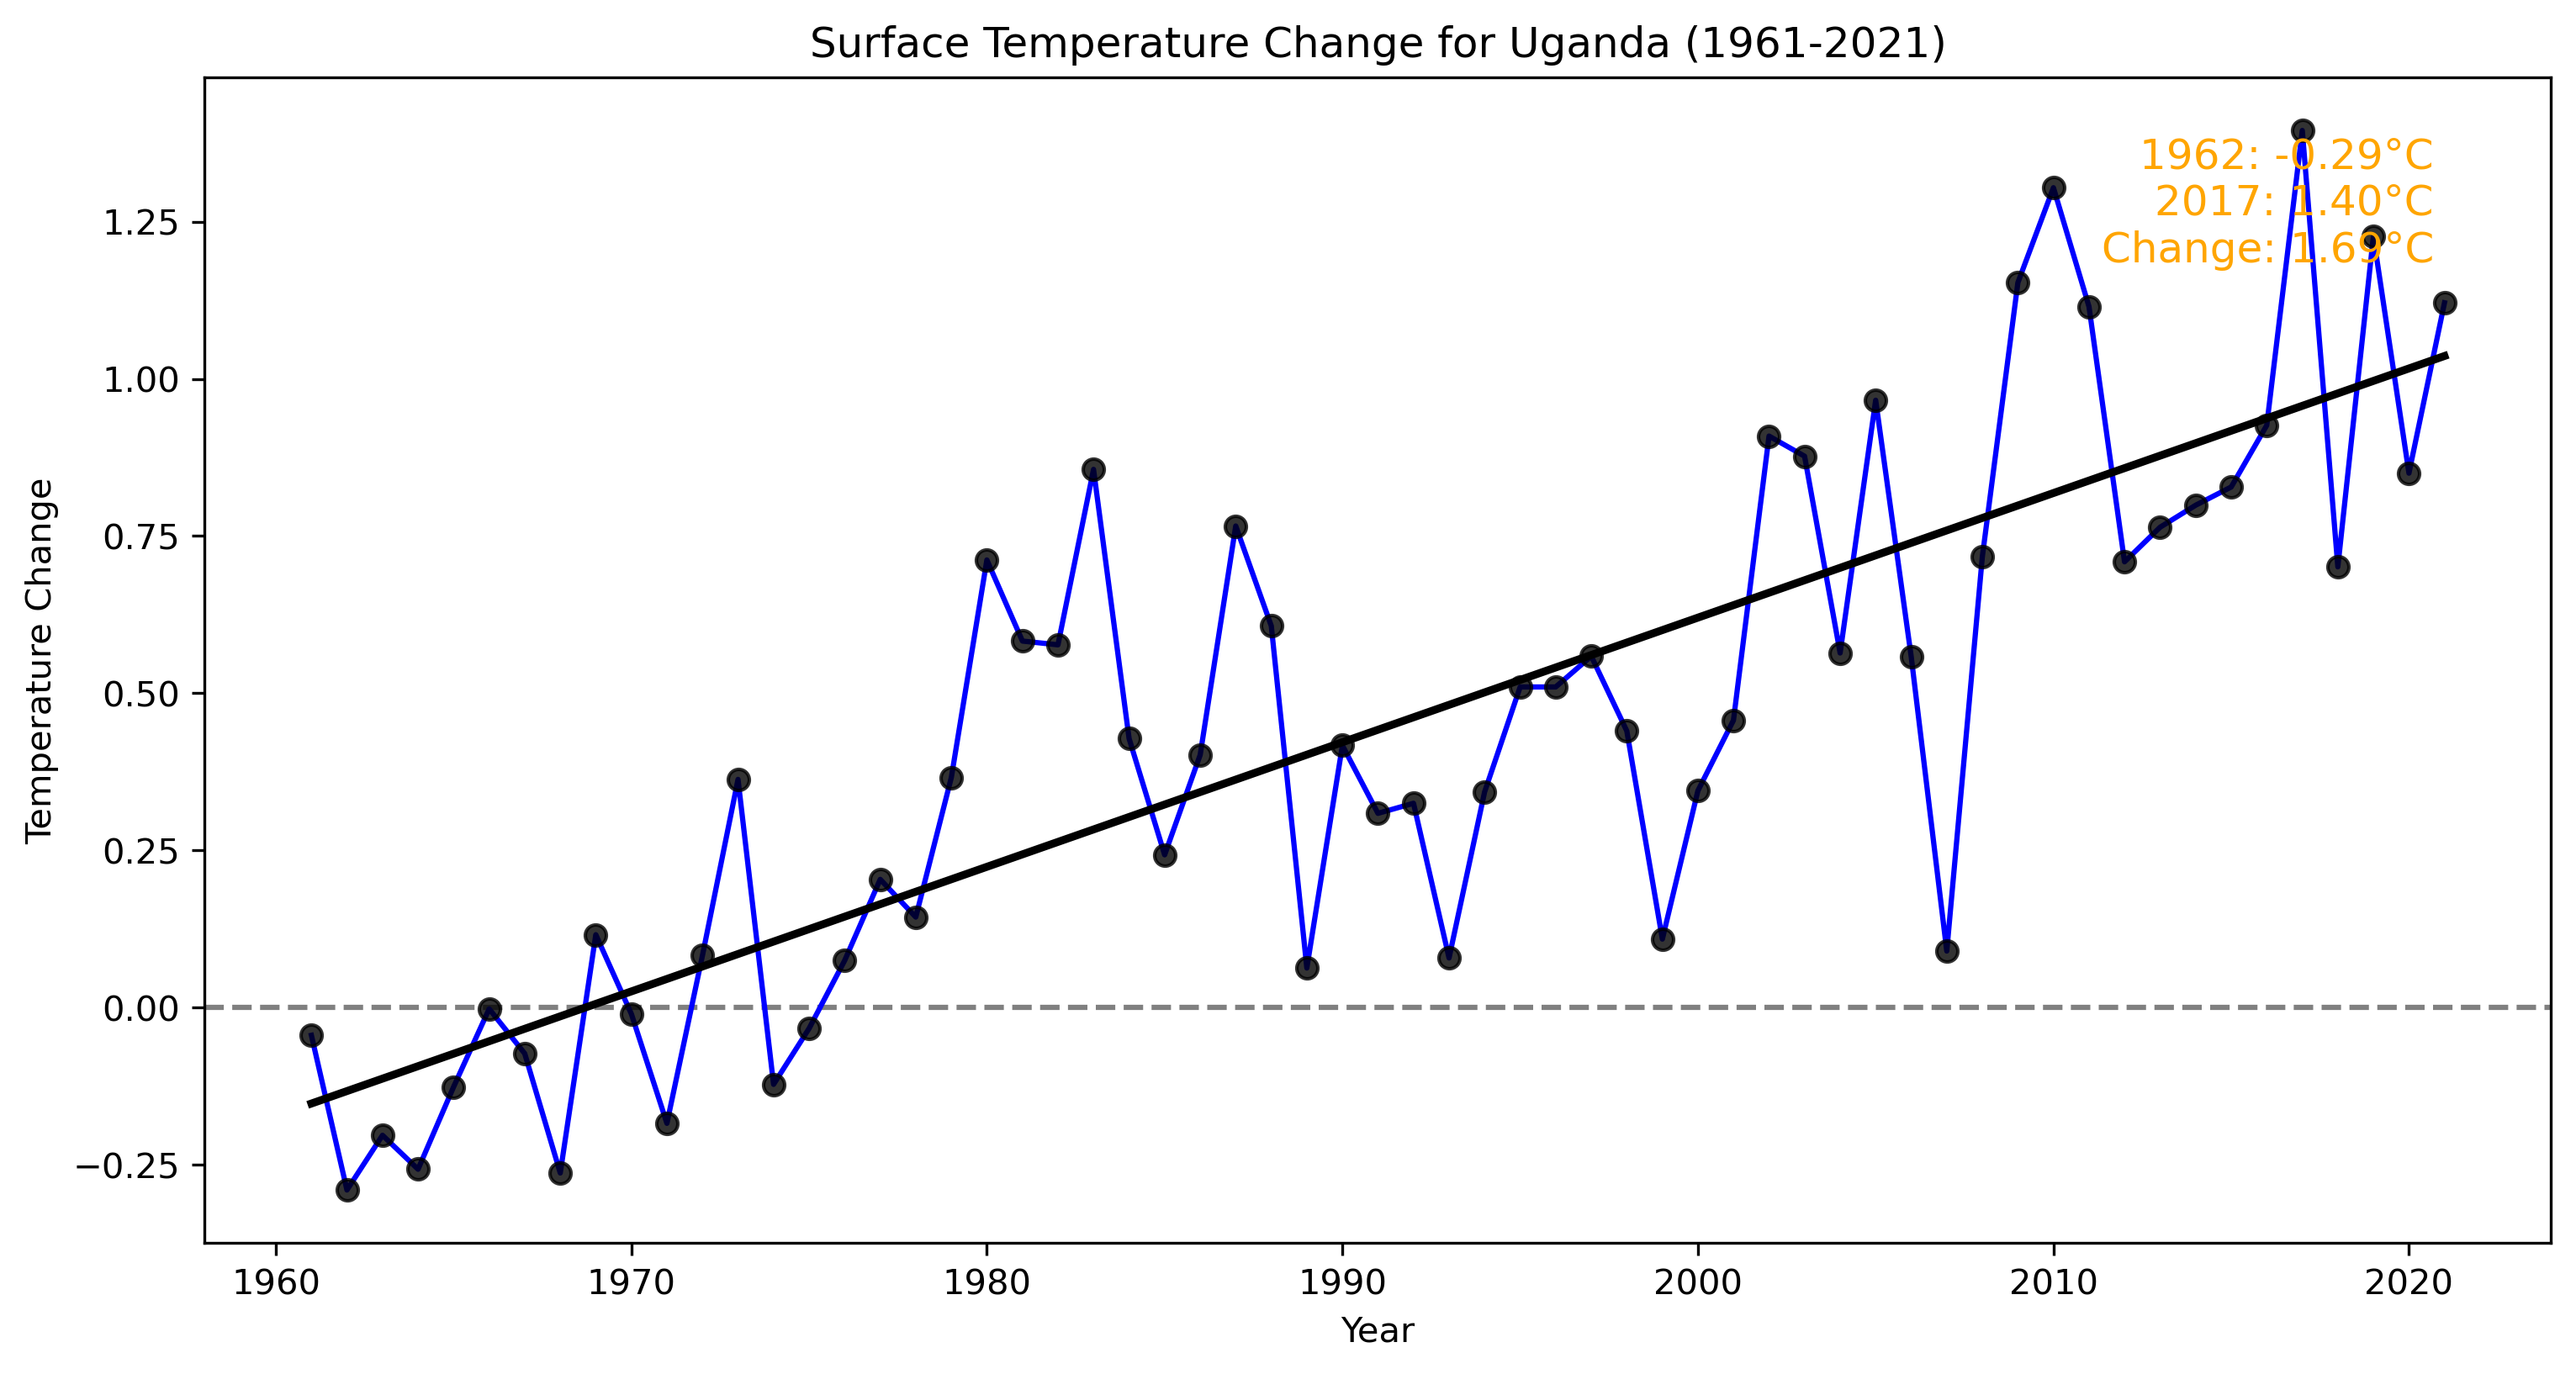 Surface Temperature Change for Uganda (1961-2021)
1962: -0.29°C
2017: 1.40°C
Change: 1.69°C
Temperature Change
1.25
1.00
0.75
0.50
0.25
0.00
−0.25
1960 1970 1980 1990 2000 2010 2020
Year